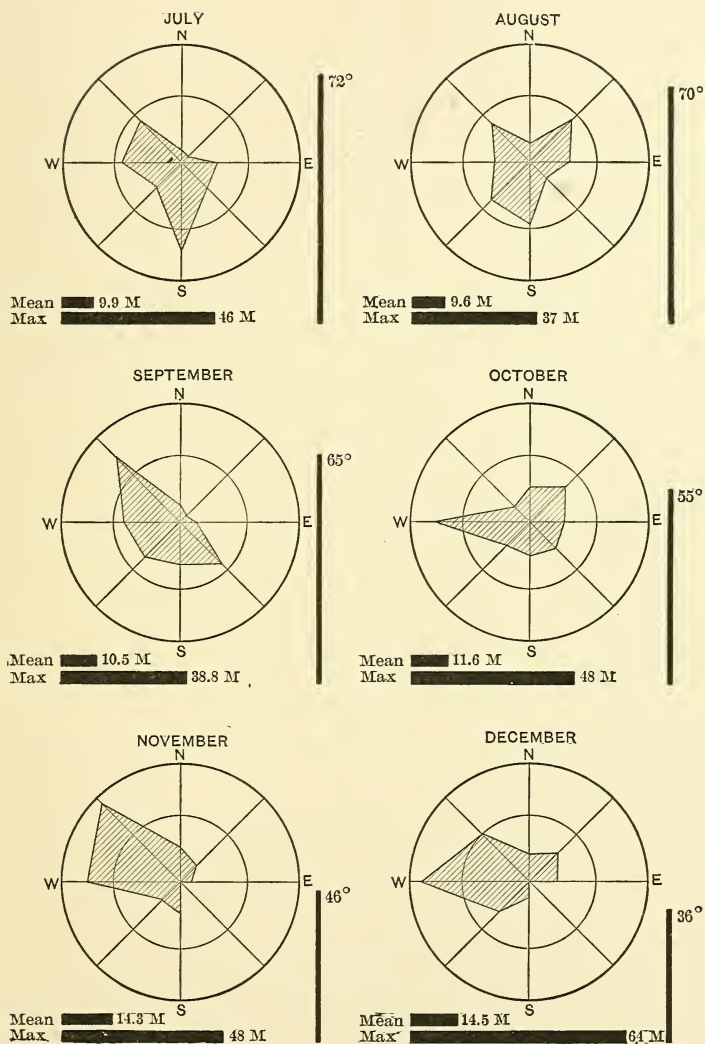 JULY
N
W
E
S
72°
Mean 9.9 M
Max 46 M
AUGUST
N
W
E
S
70°
Mean 9.6 M
Max 37 M
SEPTEMBER
N
W
E
S
65°
Mean 10.5 M
Max 38.8 M
OCTOBER
N
W
E
S
55°
Mean 11.6 M
Max 48 M
NOVEMBER
N
W
E
S
46°
Mean 14.3 M
Max 48 M
DECEMBER
N
W
E
S
36°
Mean 14.5 M
Max 64 M